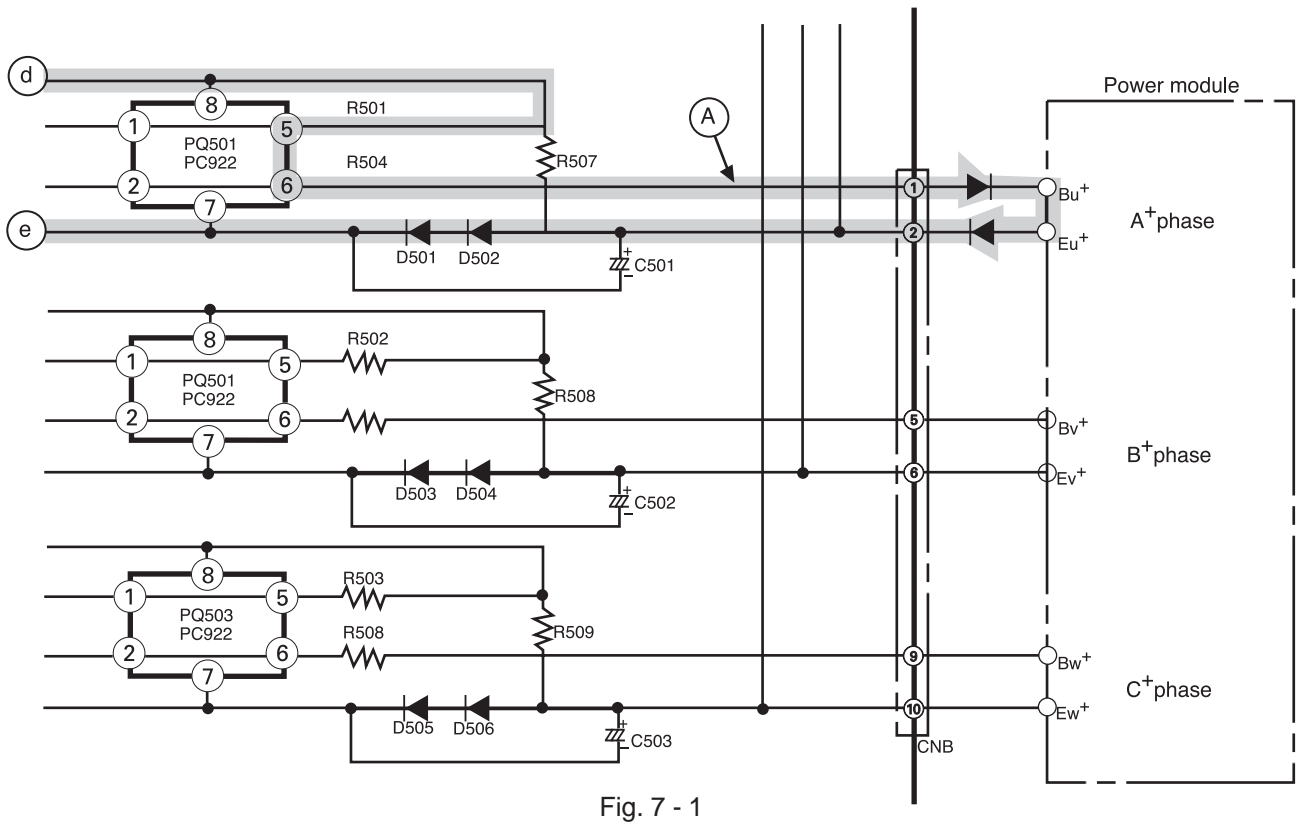 d
8
R501
1
5
PQ501
PC922
R504
R507
2
6
7
e
D501
D502
+
C501
−
A
1
2
Power module
Bu+
A+phase
Eu+
8
R502
1
5
PQ501
PC922
R508
2
6
7
D503
D504
+
C502
−
5
6
Bv+
B+phase
Ev+
8
R503
1
5
PQ503
PC922
R508
R509
2
6
7
D505
D506
+
C503
−
9
10
CNB
Bw+
C+phase
Ew+
Fig. 7 - 1